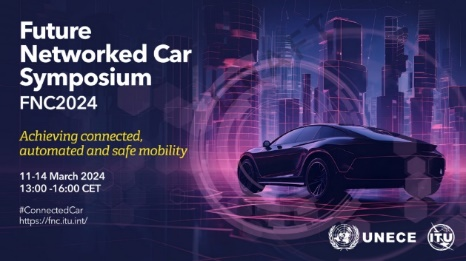 Future
Networked Car
Symposium
FNC2024
Achieving connected,
automated and safe mobility
11-14 March 2024
13:00 -16:00 CET
#ConnectedCar
https://fnc.itu.int/
UNECE
ITU